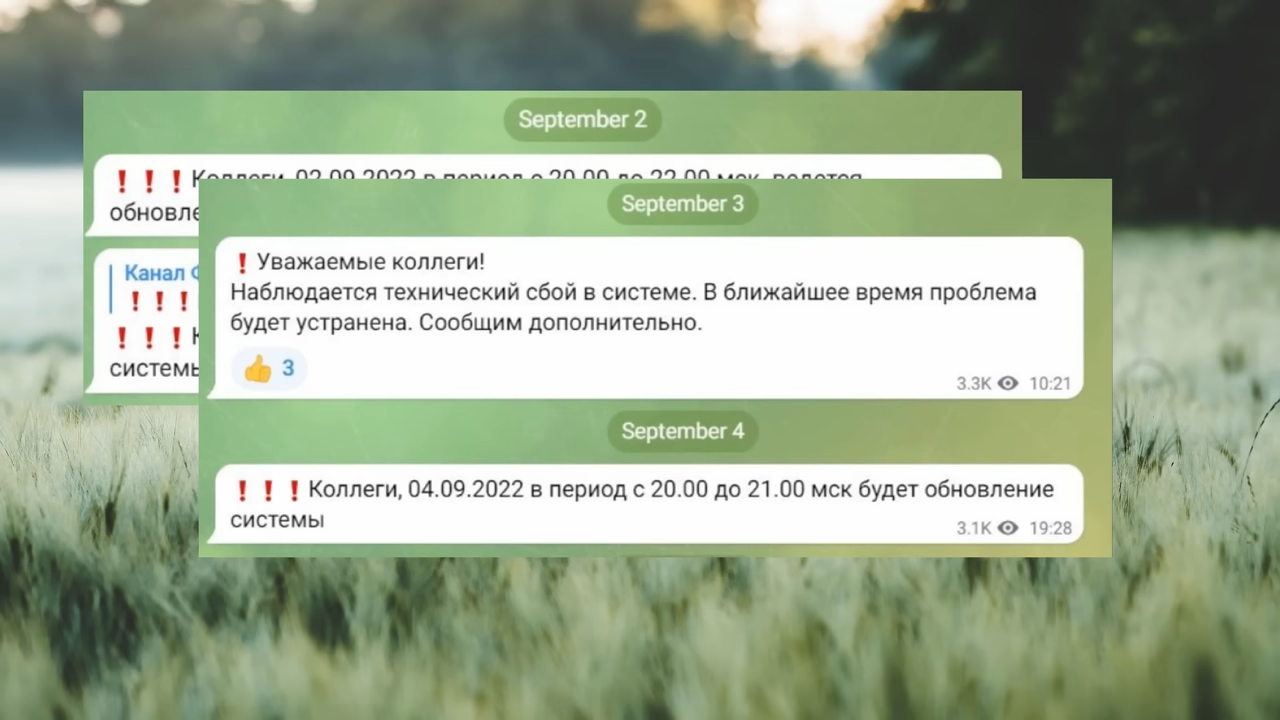 September 2
❗❗❗Коллеги, 02.09.2022 в период с 20.00 до 22.00 мск, ведется
Канал
❗❗❗
❗❗❗
September 3
❗Уважаемые коллеги!
Наблюдается технический сбой в системе. В ближайшее время проблема
будет устранена. Сообщим дополнительно.
👍 3
3.3K 10:21
September 4
❗❗❗Коллеги, 04.09.2022 в период с 20.00 до 21.00 мск будет обновление
системы
3.1K 19:28